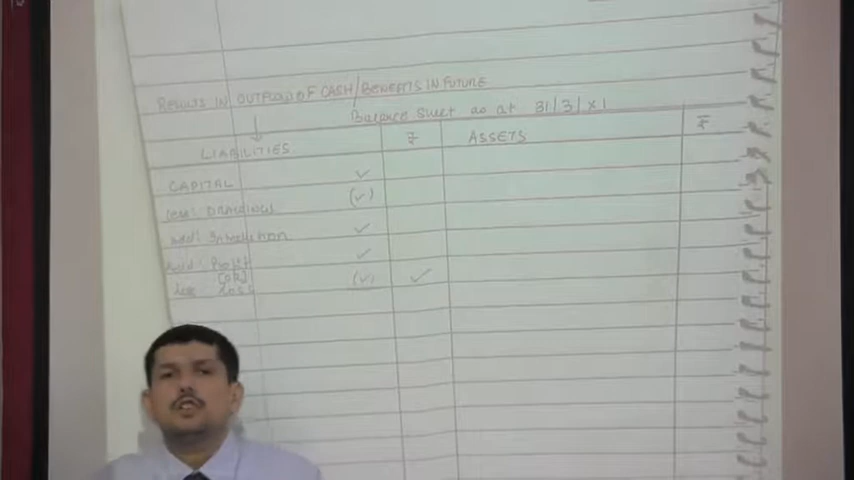 RESULTS IN OUTFLOW OF CASH/BENEFITS IN FUTURE
Balance Sheet as at 31/3/x1
LIABILITIES ₹ ASSETS ₹
CAPITAL ✓
Less: DRAWINGS (✓)
Add: Introduction ✓
Add: Profit ✓
(OR)
Less Loss (✓) ✓